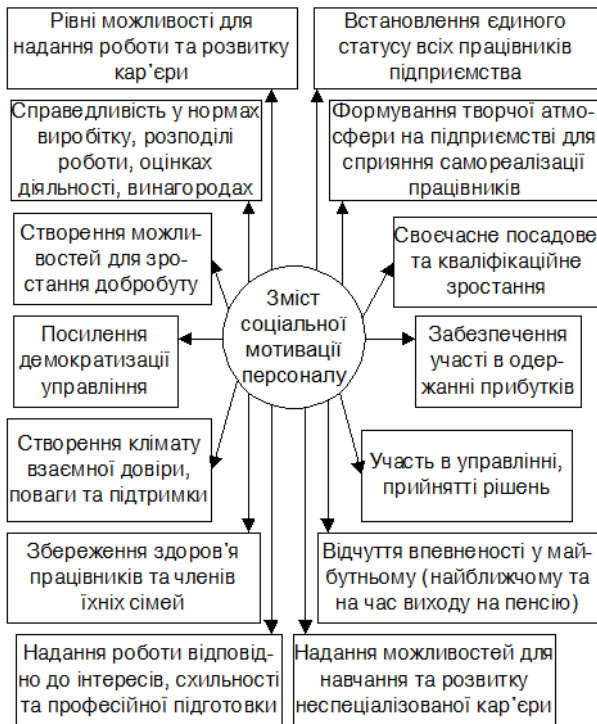 Рівні можливості для
надання роботи та розвитку
кар'єри
Встановлення єдиного
статусу всіх працівників
підприємства
Справедливість у нормах
виробітку, розподілі
роботи, оцінках
діяльності, винагородах
Формування творчої атмо-
сфери на підприємстві для
сприяння самореалізації
працівників
Створення можли-
востей для зро-
стання добробуту
Своєчасне посадове
та кваліфікаційне
зростання
Зміст
соціальної
мотивації
персоналу
Посилення
демократизації
управління
Забезпечення
участі в одер-
жанні прибутків
Створення клімату
взаємної довіри,
поваги та підтримки
Участь в управлінні,
прийнятті рішень
Збереження здоров'я
працівників та членів
їхніх сімей
Відчуття впевненості у май-
бутньому (найближчому та
на час виходу на пенсію)
Надання роботи відповід-
но до інтересів, схильності
та професійної підготовки
Надання можливостей для
навчання та розвитку
неспеціалізованої кар'єри